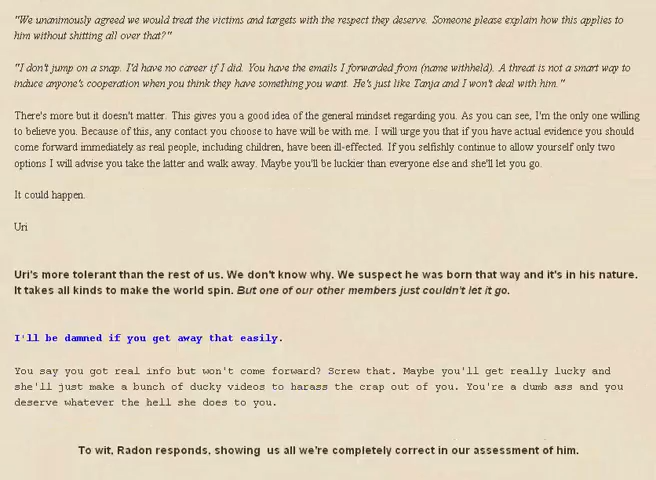 "We unanimously agreed we would treat the victims and targets with the respect they deserve. Someone please explain how this applies to
him without shitting all over that?"
"I don't jump on a snap. I'd have no career if I did. You have the emails I forwarded from (name withheld). A threat is not a smart way to
induce anyone's cooperation when you think they have something you want. He's just like Tanja and I won't deal with him."
There's more but it doesn't matter. This gives you a good idea of the general mindset regarding you. As you can see, I'm the only one willing
to believe you. Because of this, any contact you choose to have will be with me. I will urge you that if you have actual evidence you should
come forward immediately as real people, including children, have been ill-effected. If you selfishly continue to allow yourself only two
options I will advise you take the latter and walk away. Maybe you'll be luckier than everyone else and she'll let you go.
It could happen.
Uri
Uri's more tolerant than the rest of us. We don't know why. We suspect he was born that way and it's in his nature.
It takes all kinds to make the world spin. But one of our other members just couldn't let it go.
I'll be damned if you get away that easily.
You say you got real info but won't come forward? Screw that. Maybe you'll get really lucky and
she'll just make a bunch of ducky videos to harass the crap out of you. You're a dumb ass and you
deserve whatever the hell she does to you.
To wit, Radon responds, showing us all we're completely correct in our assessment of him.